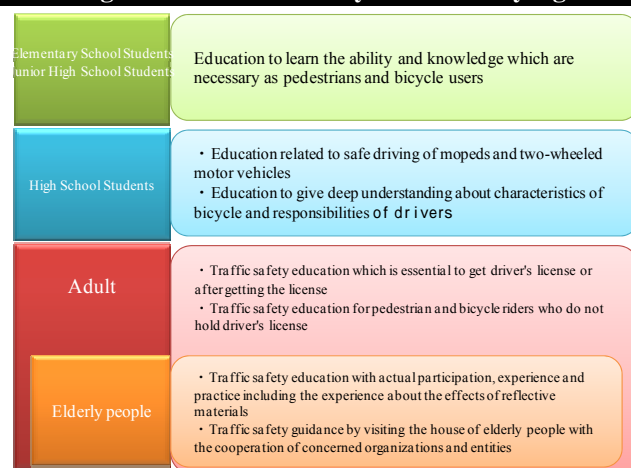 Elementary School Students
Junior High School Students
Education to learn the ability and knowledge which are
necessary as pedestrians and bicycle users
High School Students
・Education related to safe driving of mopeds and two-wheeled
motor vehicles
・Education to give deep understanding about characteristics of
bicycle and responsibilities of drivers
Adult
・Traffic safety education which is essential to get driver's license or
after getting the license
・Traffic safety education for pedestrian and bicycle riders who do not
hold driver's license
Elderly people
・Traffic safety education with actual participation, experience and
practice including the experience about the effects of reflective
materials
・Traffic safety guidance by visiting the house of elderly people with
the cooperation of concerned organizations and entities